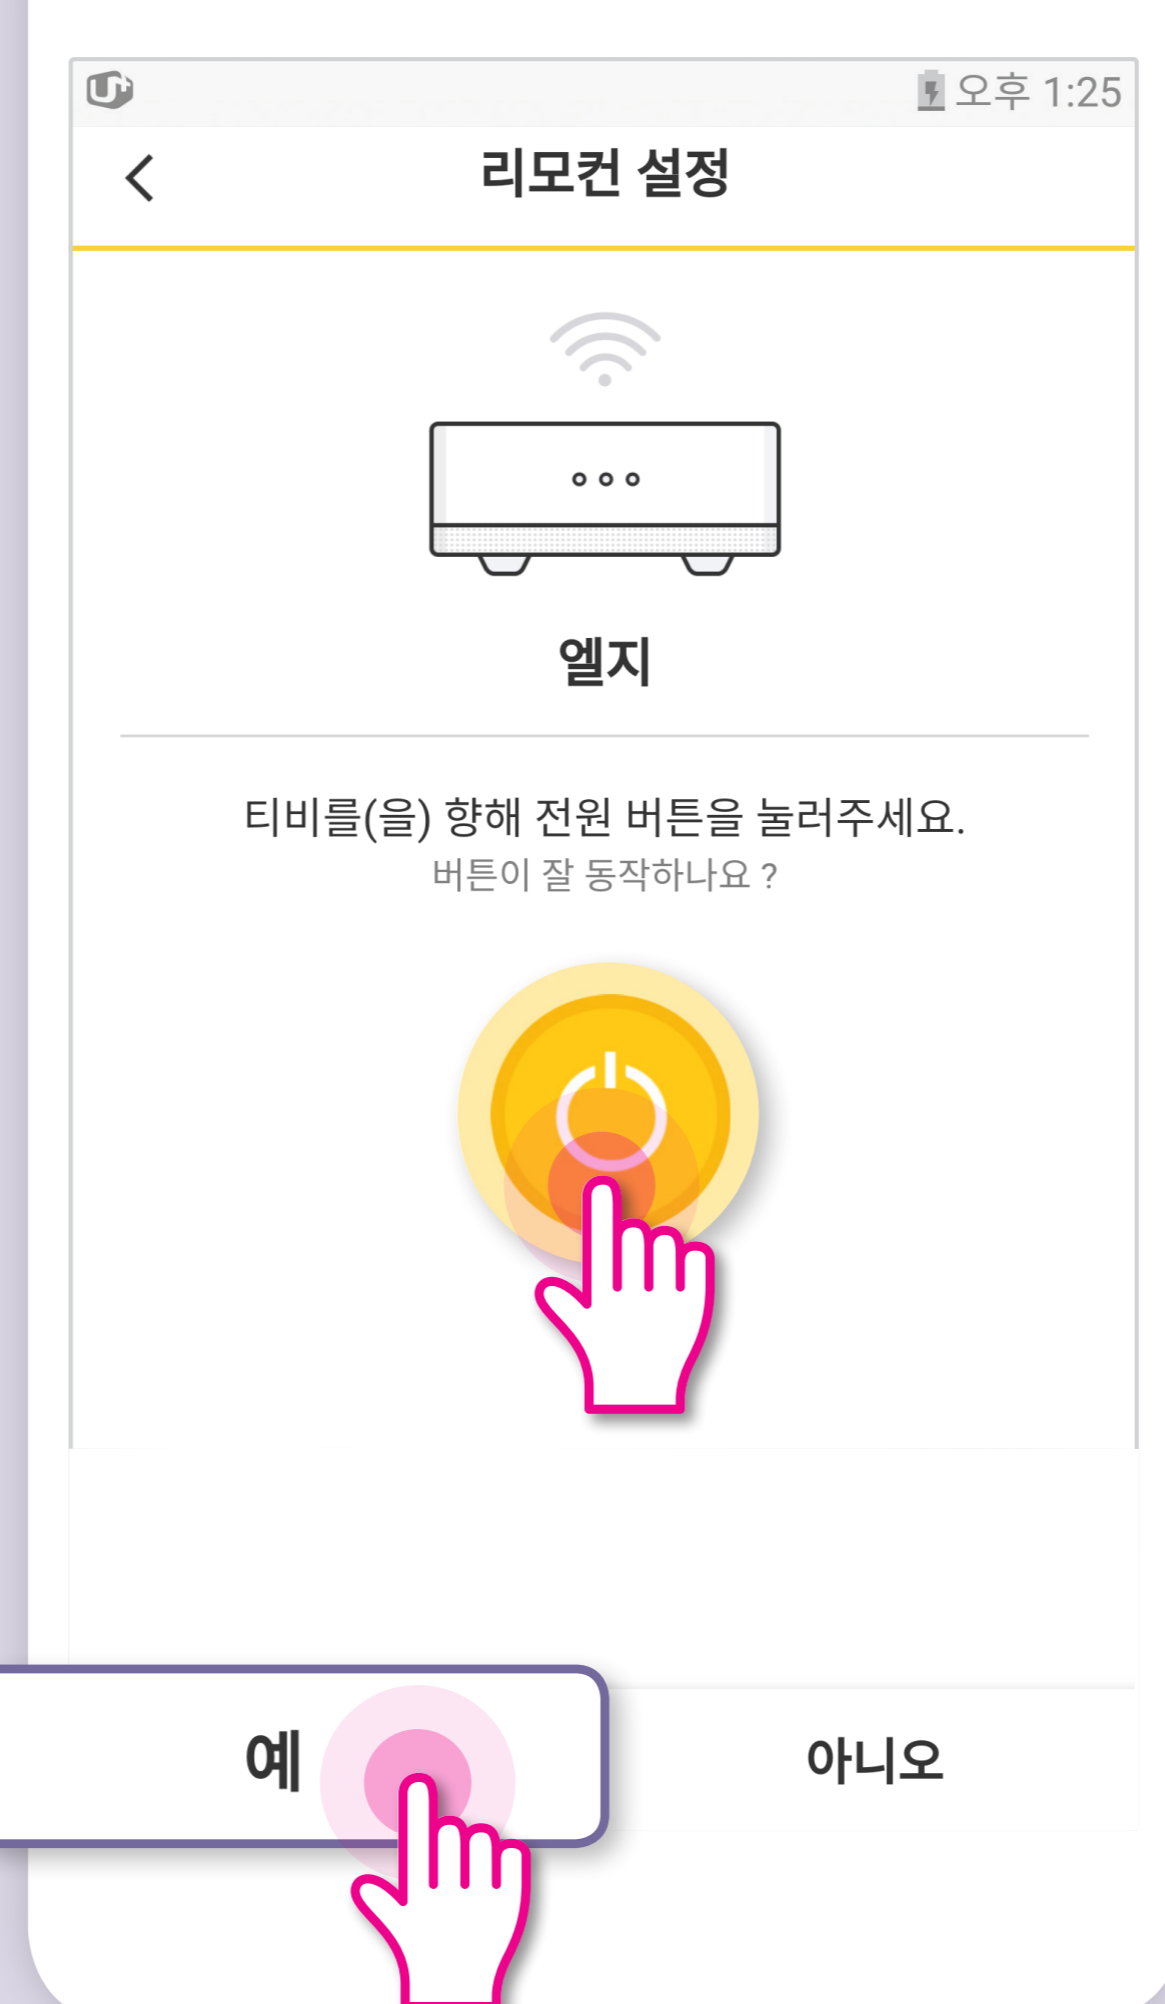 U+ 오후 1:25
리모컨 설정
엘지
티비를(을) 향해 전원 버튼을 눌러주세요.
버튼이 잘 동작하나요 ?
예 아니오